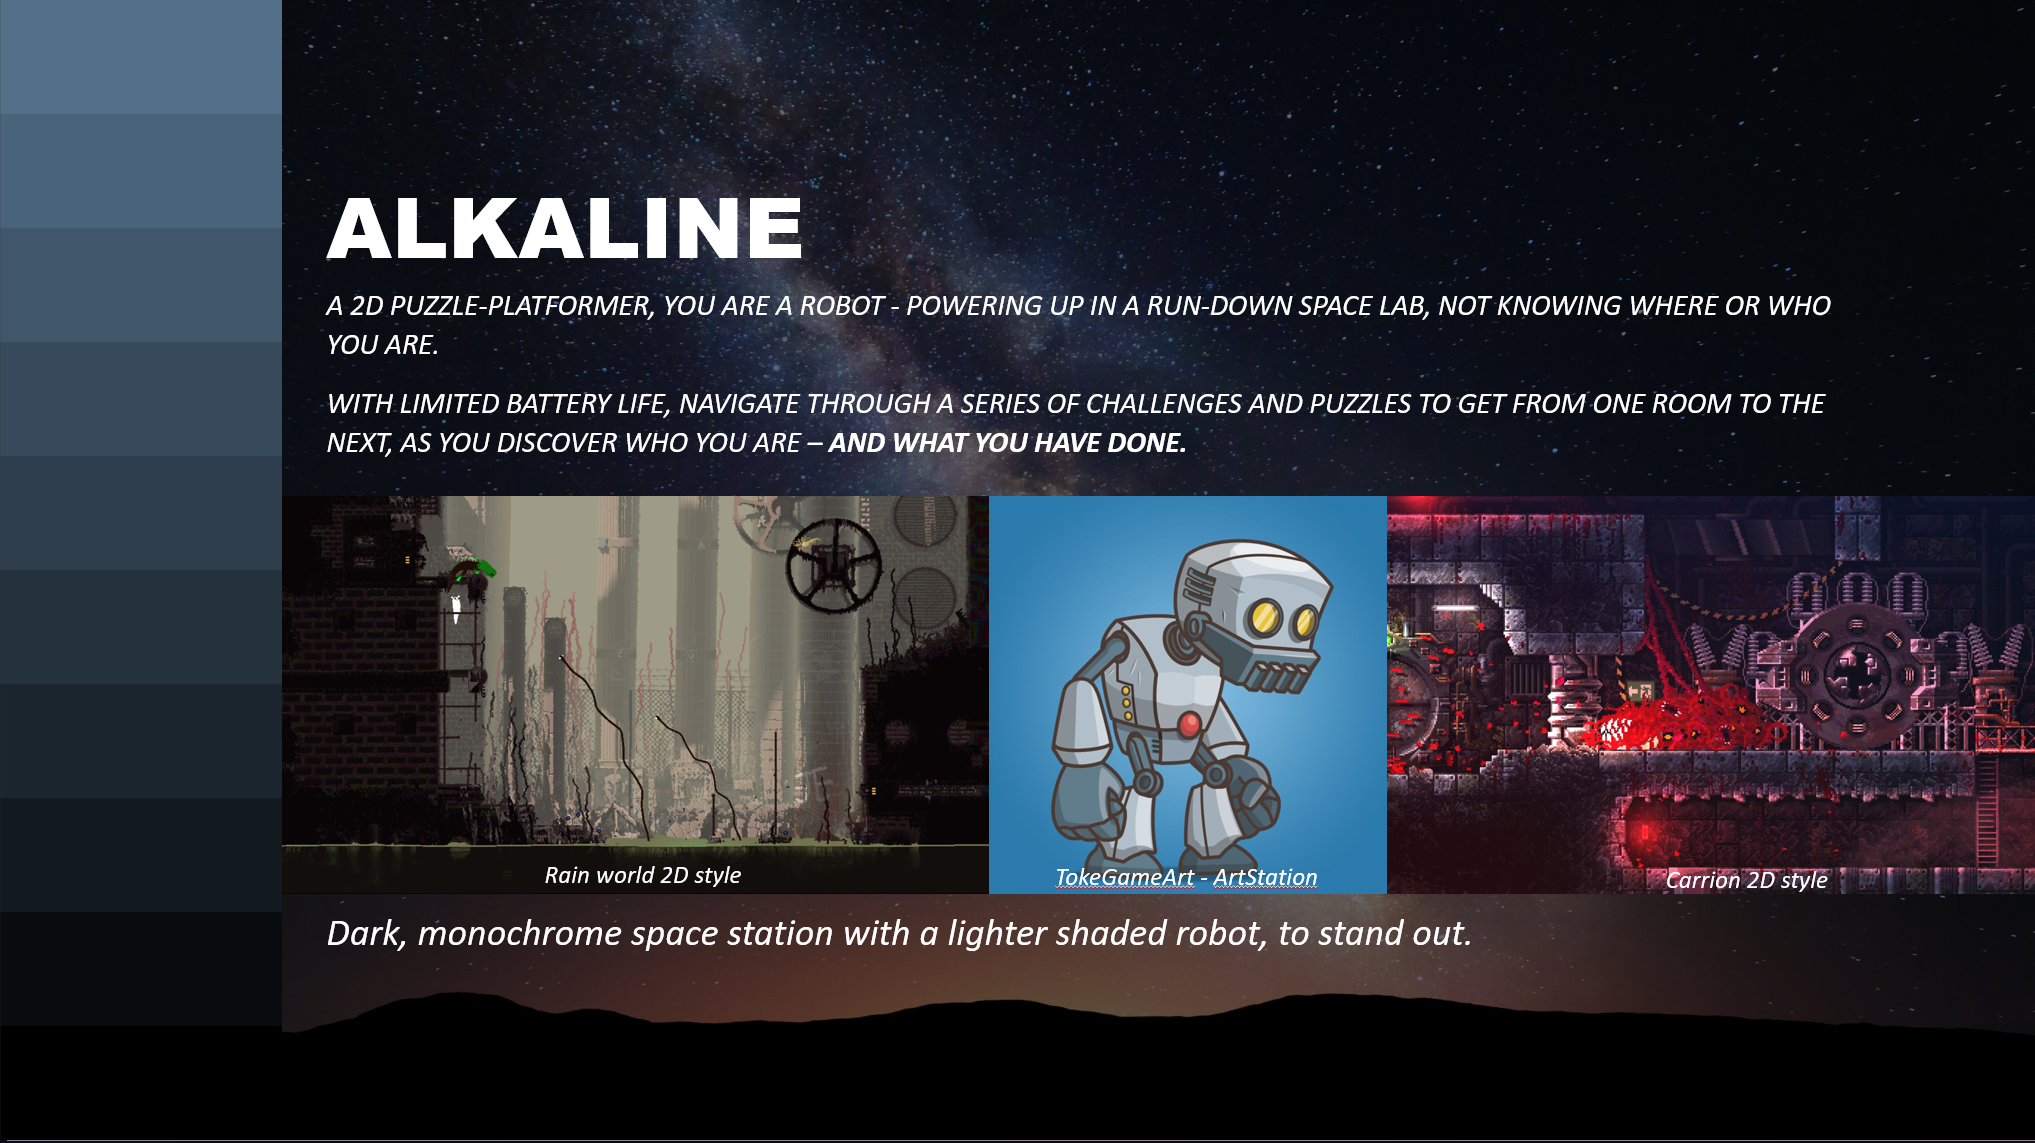 ALKALINE
A 2D PUZZLE-PLATFORMER, YOU ARE A ROBOT - POWERING UP IN A RUN-DOWN SPACE LAB, NOT KNOWING WHERE OR WHO
YOU ARE.
WITH LIMITED BATTERY LIFE, NAVIGATE THROUGH A SERIES OF CHALLENGES AND PUZZLES TO GET FROM ONE ROOM TO THE
NEXT, AS YOU DISCOVER WHO YOU ARE – AND WHAT YOU HAVE DONE.
Rain world 2D style
TokeGameArt - ArtStation
Carrion 2D style
Dark, monochrome space station with a lighter shaded robot, to stand out.